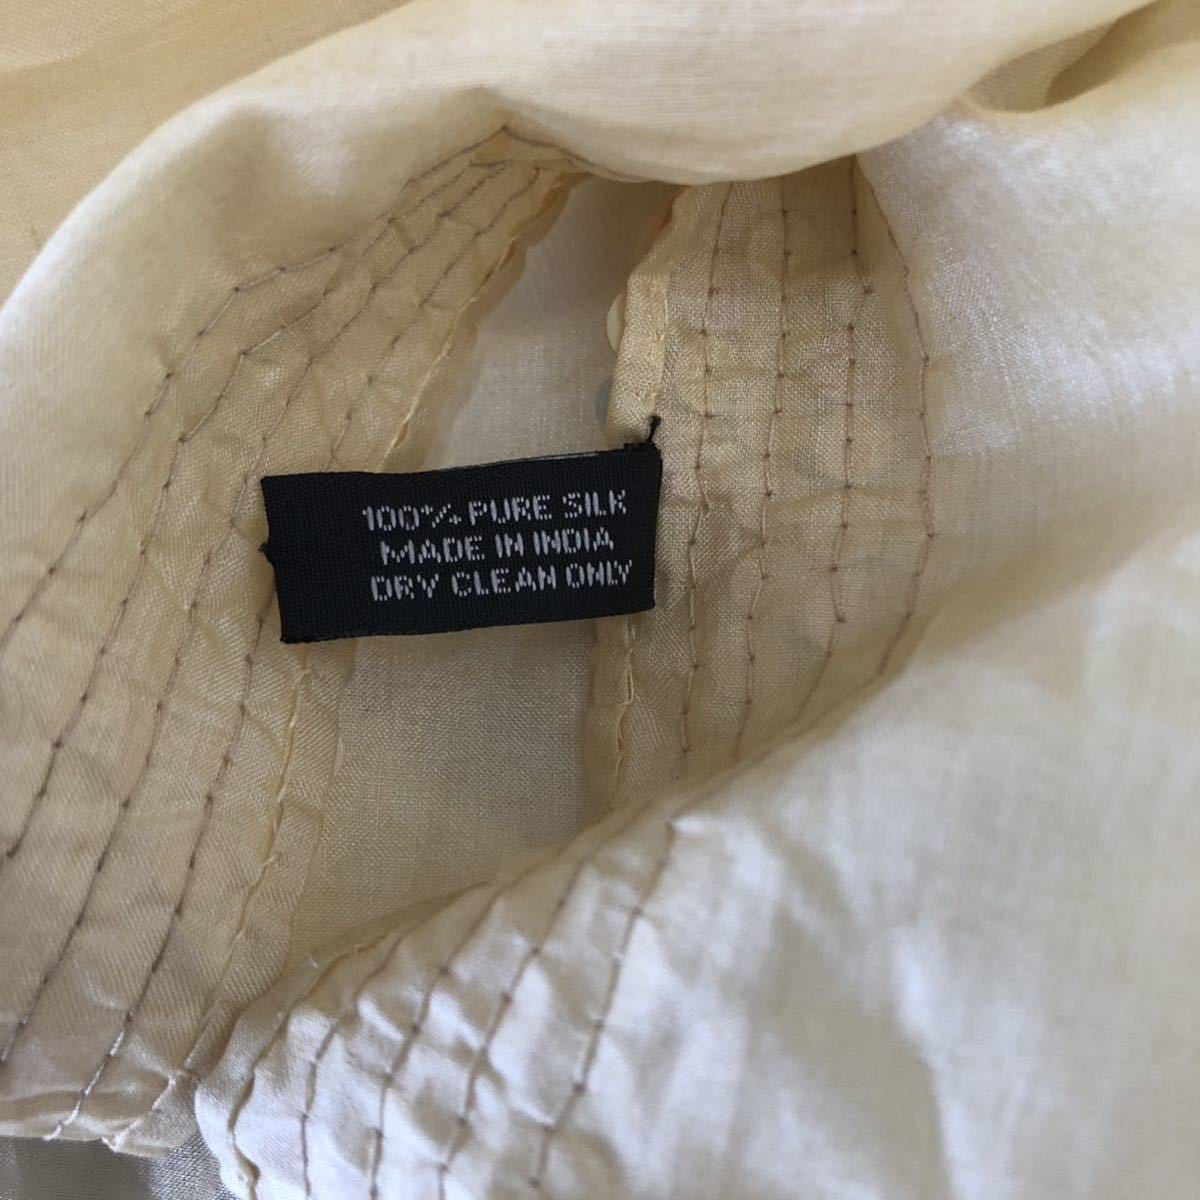 100% PURE SILK
MADE IN INDIA
DRY CLEAN ONLY